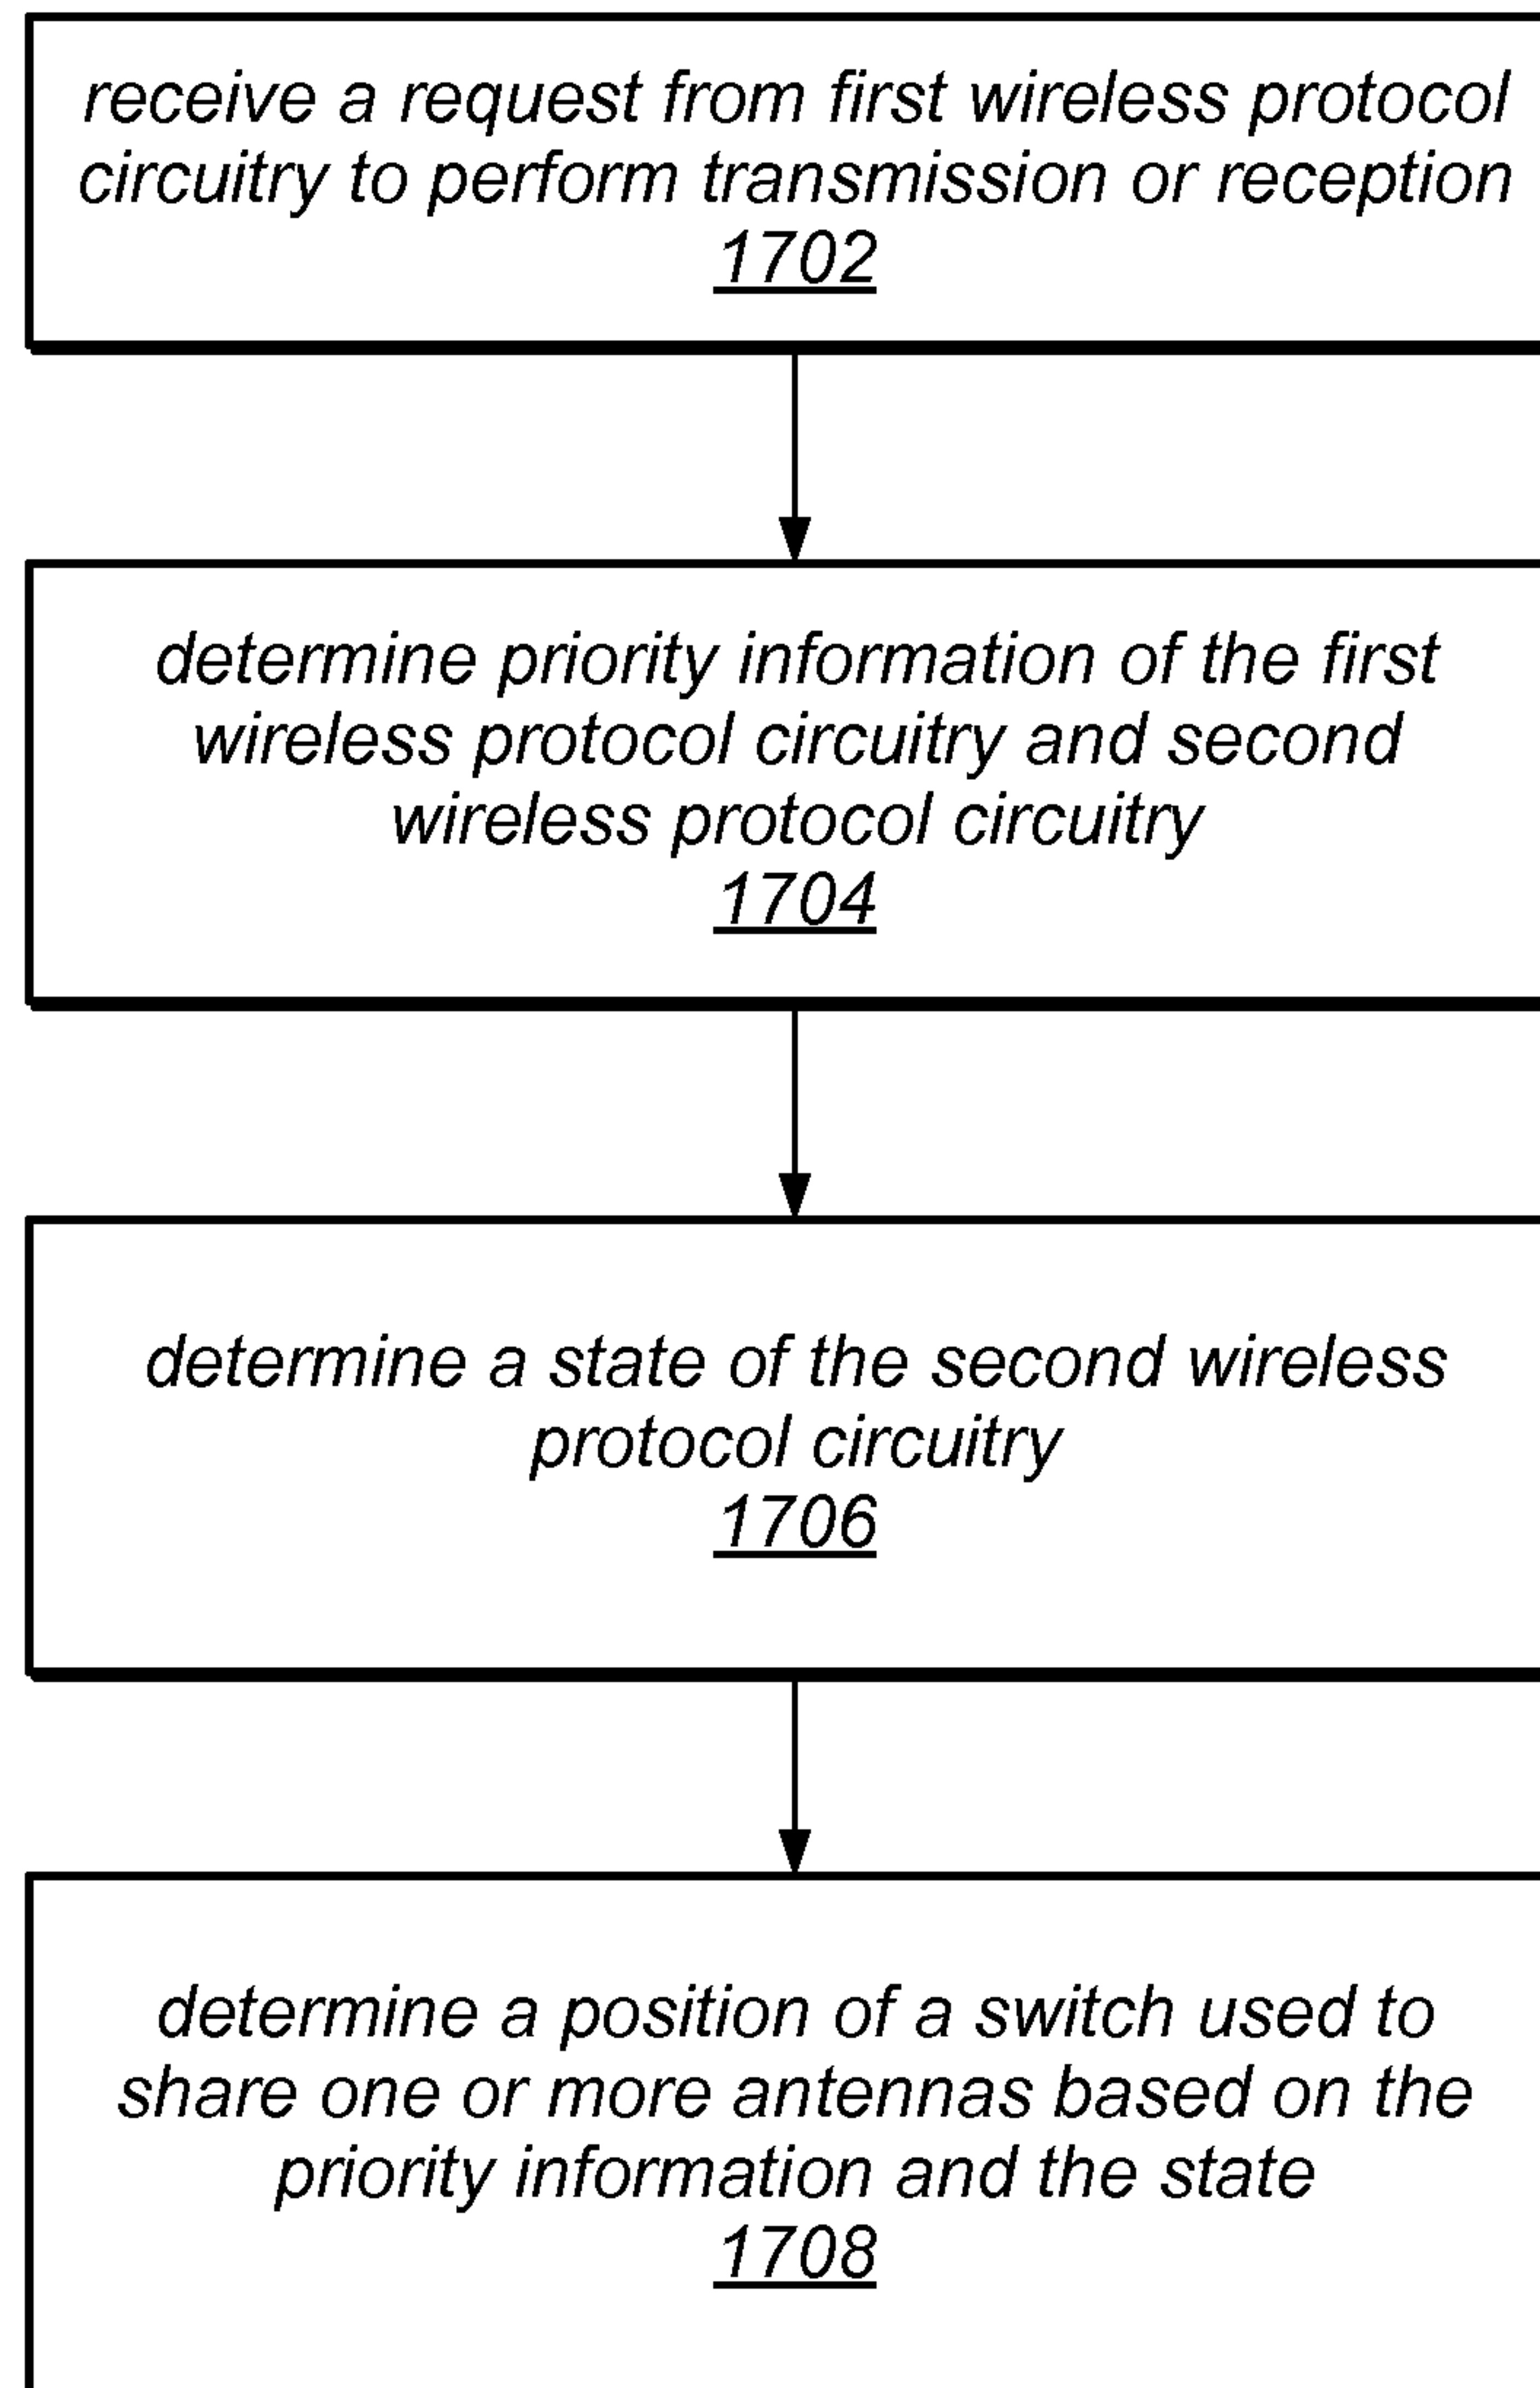 receive a request from first wireless protocol
circuitry to perform transmission or reception
1702
determine priority information of the first
wireless protocol circuitry and second
wireless protocol circuitry
1704
determine a state of the second wireless
protocol circuitry
1706
determine a position of a switch used to
share one or more antennas based on the
priority information and the state
1708